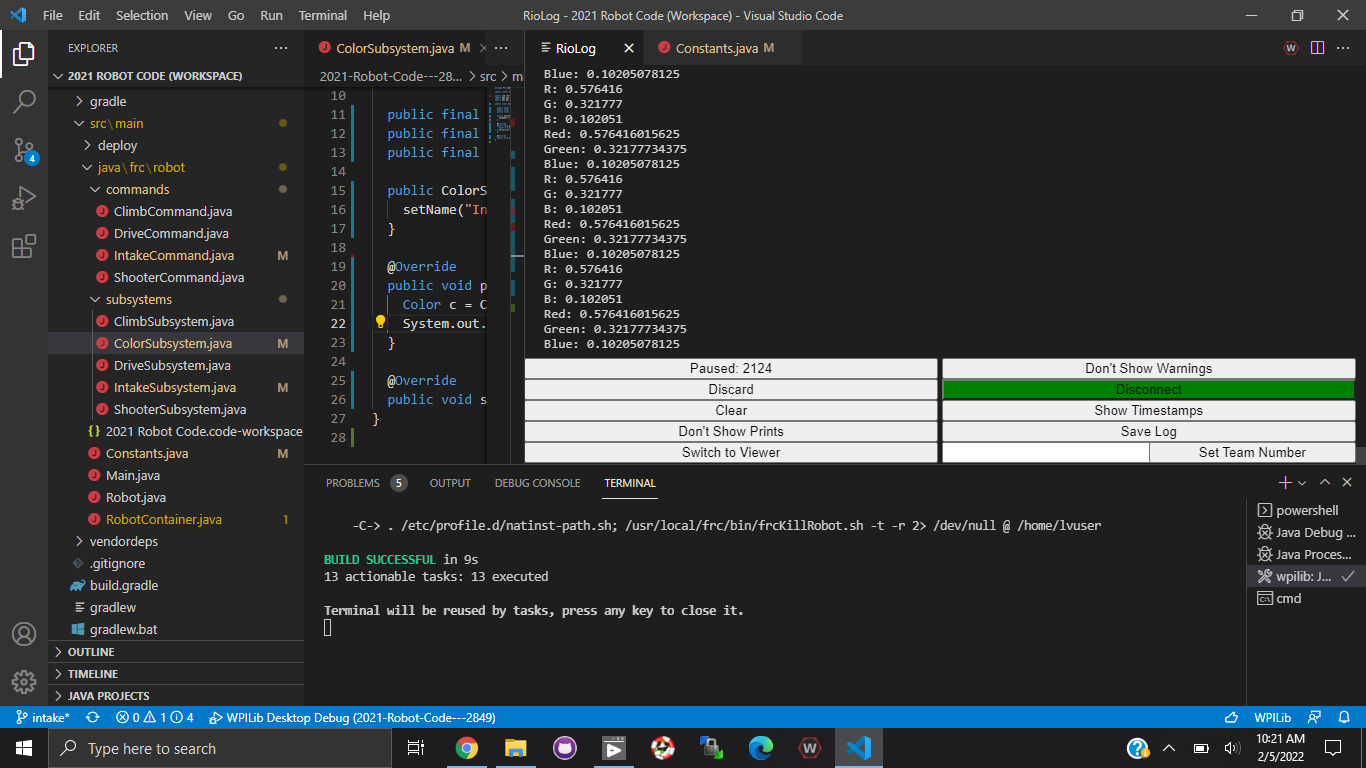 File Edit Selection View Go Run Terminal Help RioLog - 2021 Robot Code (Workspace) - Visual Studio Code
EXPLORER
2021 ROBOT CODE (WORKSPACE)
gradle
src\main
deploy
java\frc\robot
commands
ClimbCommand.java
DriveCommand.java
IntakeCommand.java M
ShooterCommand.java
subsystems
ClimbSubsystem.java
ColorSubsystem.java M
DriveSubsystem.java
IntakeSubsystem.java M
ShooterSubsystem.java
{} 2021 Robot Code.code-workspace
Constants.java M
Main.java
Robot.java
RobotContainer.java 1
vendordeps
.gitignore
build.gradle
gradlew
gradlew.bat
OUTLINE
TIMELINE
JAVA PROJECTS
4
ColorSubsystem.java M
2021-Robot-Code---28... > src > m
10
11 public final
12 public final
13 public final
14
15 public ColorS
16 setName("In
17 }
18
19 @Override
20 public void p
21 Color c = C
22 System.out.
23 }
24
25 @Override
26 public void s
27 }
28
RioLog
Constants.java M
Blue: 0.10205078125
R: 0.576416
G: 0.321777
B: 0.102051
Red: 0.576416015625
Green: 0.32177734375
Blue: 0.10205078125
R: 0.576416
G: 0.321777
B: 0.102051
Red: 0.576416015625
Green: 0.32177734375
Blue: 0.10205078125
R: 0.576416
G: 0.321777
B: 0.102051
Red: 0.576416015625
Green: 0.32177734375
Blue: 0.10205078125
Paused: 2124 Don't Show Warnings
Discard Disconnect
Clear Show Timestamps
Don't Show Prints Save Log
Switch to Viewer Set Team Number
PROBLEMS 5 OUTPUT DEBUG CONSOLE TERMINAL
-C-> . /etc/profile.d/natinst-path.sh; /usr/local/frc/bin/frcKillRobot.sh -t -r 2> /dev/null @ /home/lvuser
BUILD SUCCESSFUL in 9s
13 actionable tasks: 13 executed
Terminal will be reused by tasks, press any key to close it.
powershell
Java Debug ...
Java Proces...
wpilib: J...
cmd
intake* 0 1 4 WPILib Desktop Debug (2021-Robot-Code---2849) WPILib
Type here to search
10:21 AM
2/5/2022